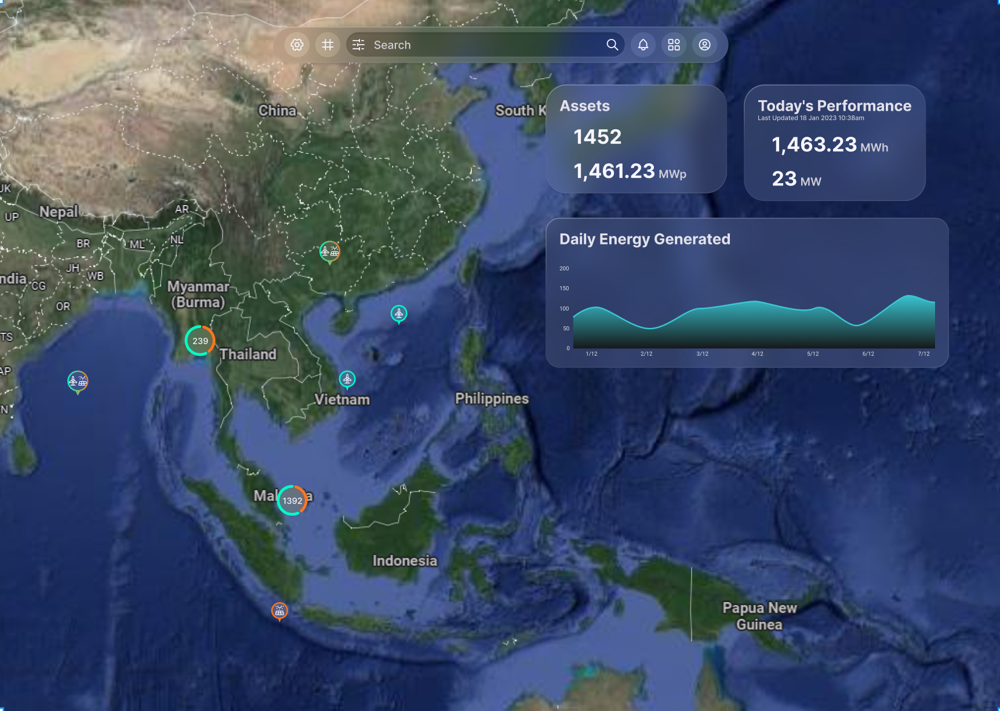 Search
China
South K
Assets
1452
1,461.23 MWp
Today's Performance
Last Updated 18 Jan 2023 10:38am
1,463.23 MWh
23 MW
Daily Energy Generated
200
150
100
50
0
1/12 2/12 3/12 4/12 5/12 6/12 7/12
UK
Nepal
AR
UP
BR
ML
NL
JH
WB
ndia
CG
OR
Myanmar
(Burma)
TS
239
Thailand
AP
Vietnam
Philippines
TN
Mal
a
1392
Indonesia
Papua New
Guinea